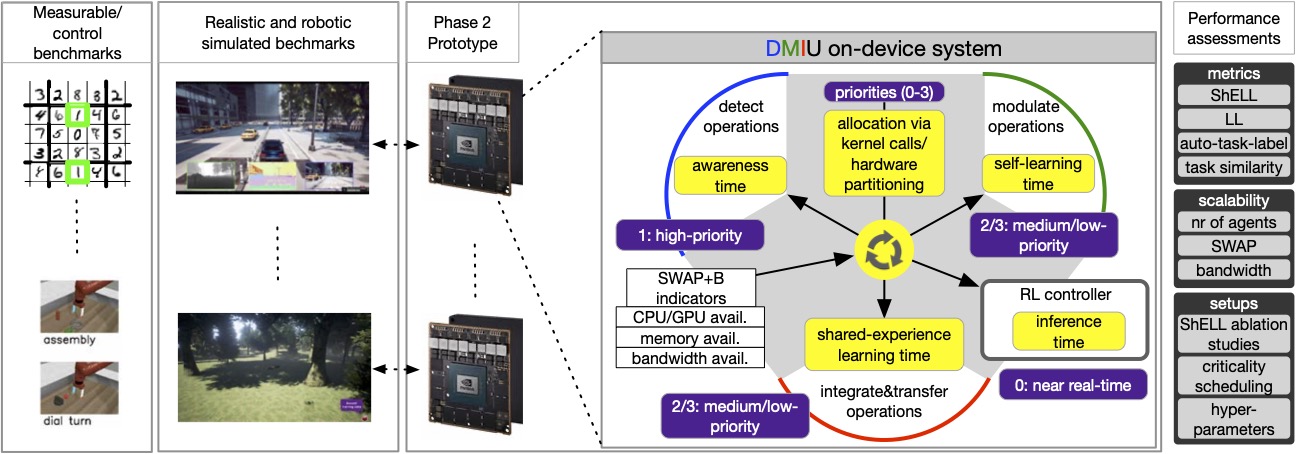 Measurable/
control
benchmarks
3 2 8 3 2
4 6 1 4 6
7 5 0 7 5
3 2 8 3 2
8 6 1 4 6
assembly
dial turn
Realistic and robotic
simulated bechmarks
Phase 2
Prototype
DMIU on-device system
detect
operations
awareness
time
1: high-priority
priorities (0-3)
allocation via
kernel calls/
hardware
partitioning
modulate
operations
self-learning
time
2/3: medium/low-
priority
SWAP+B
indicators
CPU/GPU avail.
memory avail.
bandwidth avail.
shared-experience
learning time
RL controller
inference
time
0: near real-time
integrate&transfer
operations
2/3: medium/low-
priority
Performance
assessments
metrics
ShELL
LL
auto-task-label
task similarity
scalability
nr of agents
SWAP
bandwidth
setups
ShELL ablation
studies
criticality
scheduling
hyper-
parameters